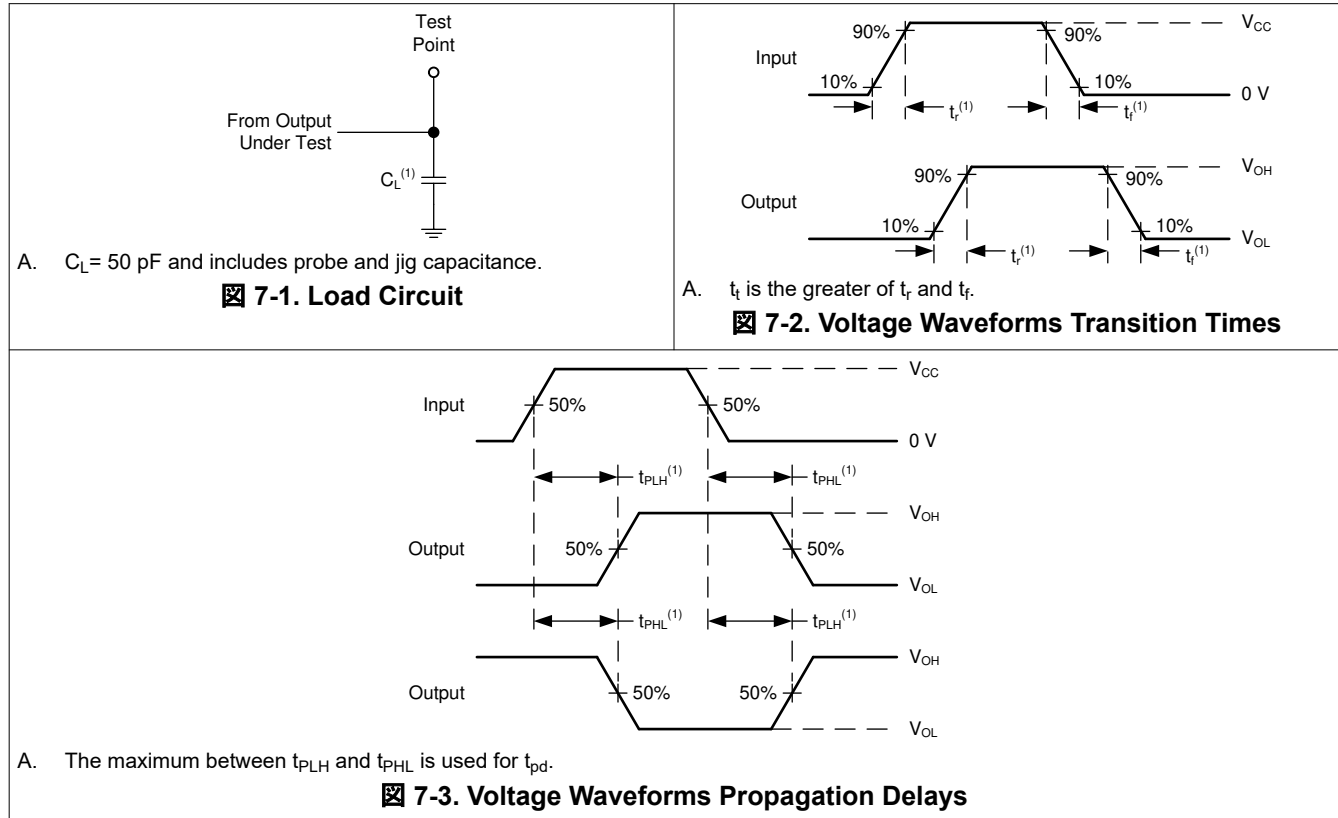 Test
Point
From Output
Under Test
C_L^(1)
A. C_L= 50 pF and includes probe and jig capacitance.
図 7-1. Load Circuit
Input
90%
90%
V_CC
10%
10%
0 V
t_r^(1)
t_f^(1)
Output
90%
90%
V_OH
10%
10%
V_OL
t_r^(1)
t_f^(1)
A. t_t is the greater of t_r and t_f.
図 7-2. Voltage Waveforms Transition Times
V_CC
Input
50%
50%
0 V
t_PLH^(1)
t_PHL^(1)
V_OH
Output
50%
50%
V_OL
t_PHL^(1)
t_PLH^(1)
V_OH
Output
50%
50%
V_OL
A. The maximum between t_PLH and t_PHL is used for t_pd.
図 7-3. Voltage Waveforms Propagation Delays